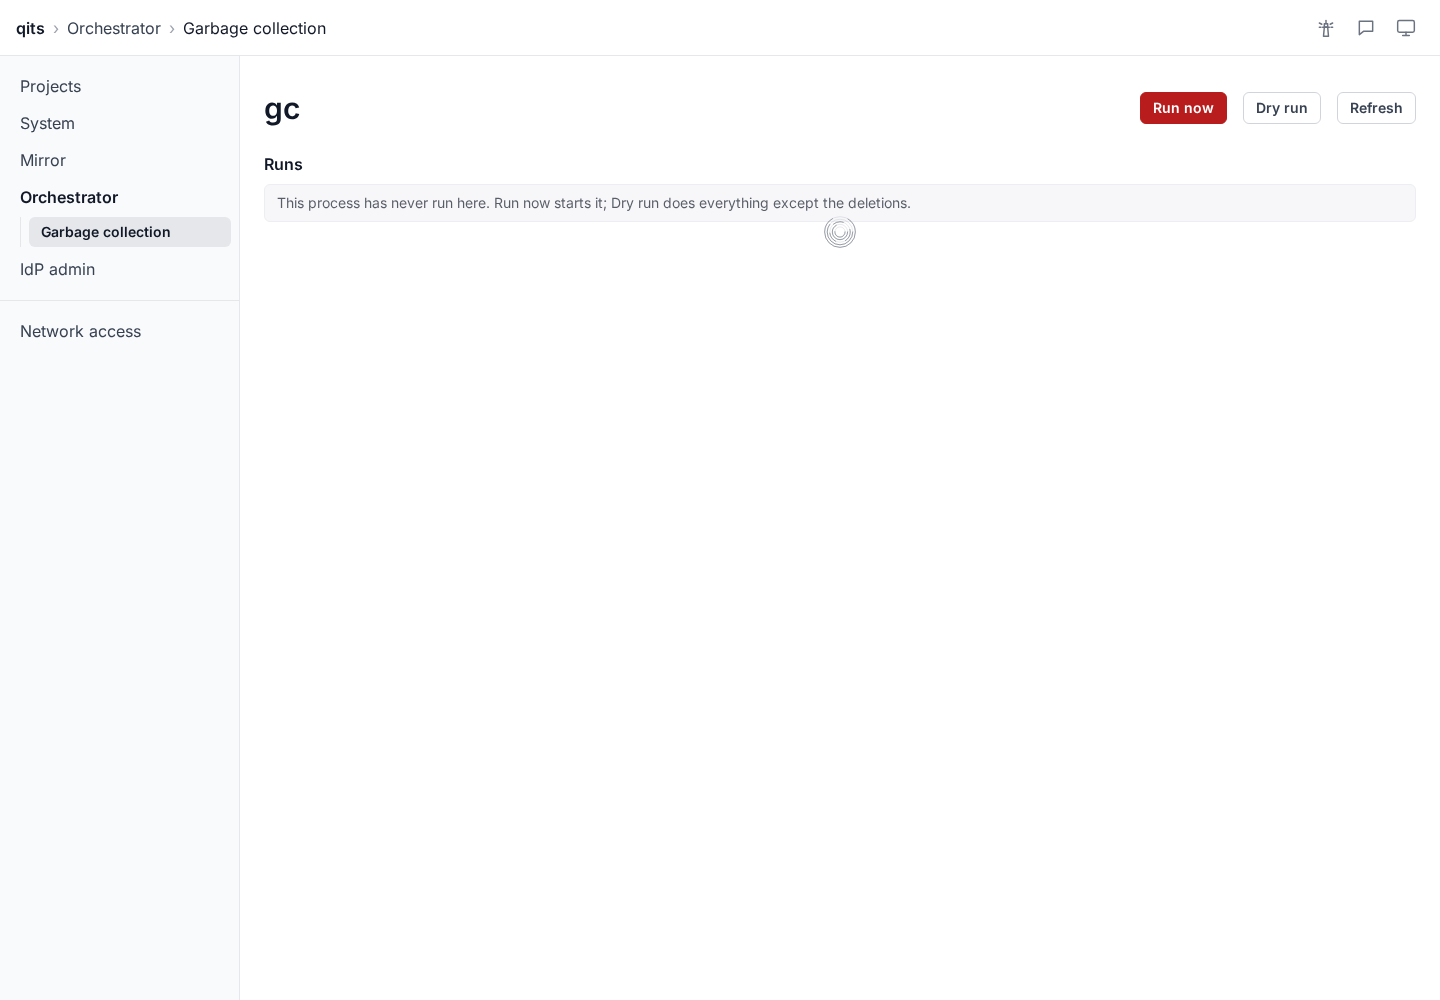 qits › Orchestrator › Garbage collection
Projects
System
Mirror
Orchestrator
Garbage collection
IdP admin
Network access
gc
Run now
Dry run
Refresh
Runs
This process has never run here. Run now starts it; Dry run does everything except the deletions.